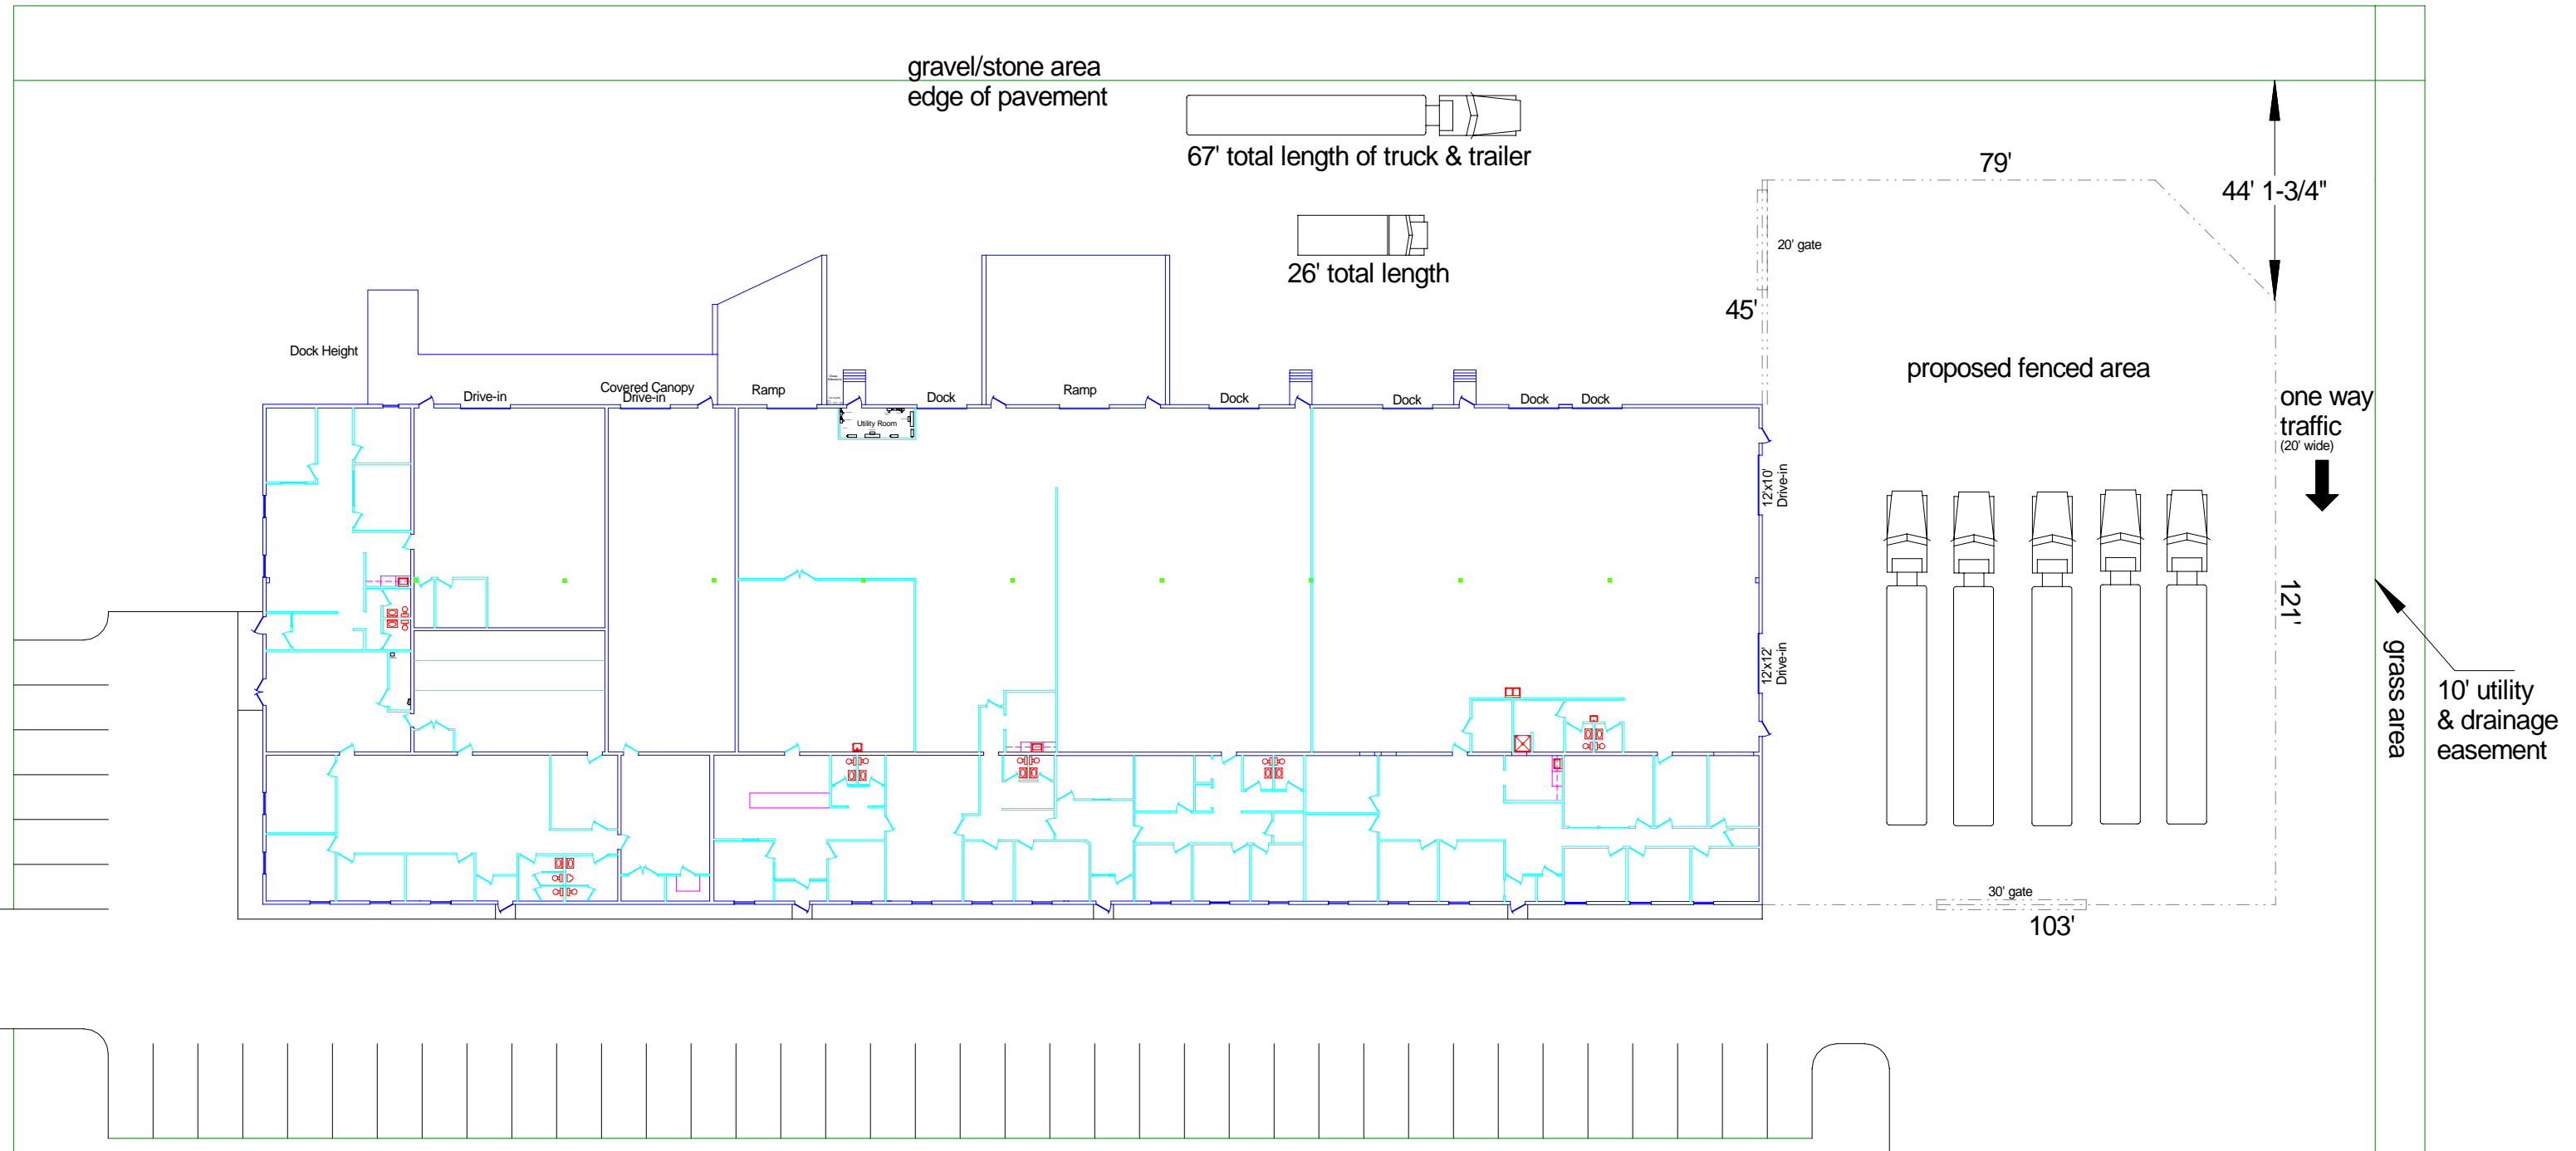 gravel/stone area
edge of pavement
67' total length of truck & trailer
79'
44' 1-3/4"
20' gate
26' total length
45'
Dock Height
proposed fenced area
Drive-in
Covered Canopy
Drive-in
Ramp
Dock
Ramp
Dock
Dock
Dock
Dock
one way
traffic
(20' wide)
Utility Room
12'x10'
Drive-in
121'
12'x12'
Drive-in
grass area
10' utility
& drainage
easement
30' gate
103'